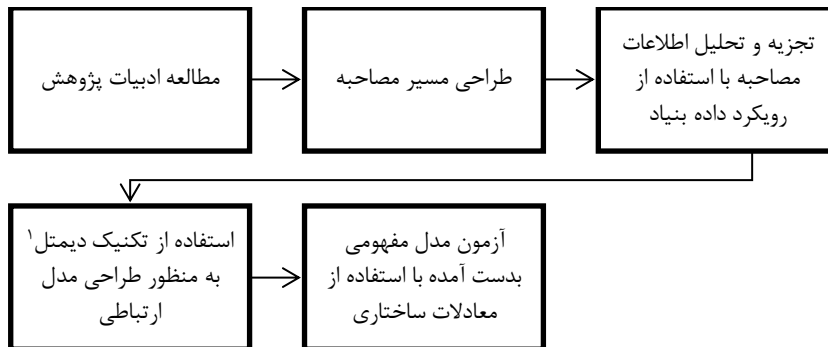 مطالعه ادبیات پژوهش
طراحی مسیر مصاحبه
تجزیه و تحلیل اطلاعات
مصاحبه با استفاده از
رویکرد داده بنیاد
استفاده از تکنیک دیمتل۱
به منظور طراحی مدل
ارتباطی
آزمون مدل مفهومی
بدست آمده با استفاده از
معادلات ساختاری